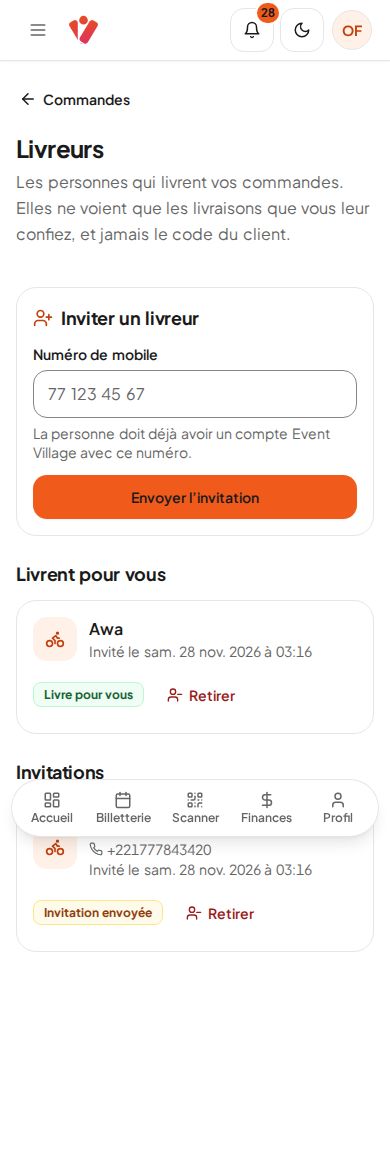 28
OF
Commandes
Livreurs
Les personnes qui livrent vos commandes.
Elles ne voient que les livraisons que vous leur
confiez, et jamais le code du client.
Inviter un livreur
Numéro de mobile
77 123 45 67
La personne doit déjà avoir un compte Event
Village avec ce numéro.
Envoyer l’invitation
Livrent pour vous
Awa
Invité le sam. 28 nov. 2026 à 03:16
Livre pour vous
Retirer
Invitations
Accueil
Billetterie
Scanner
Finances
Profil
+221777843420
Invité le sam. 28 nov. 2026 à 03:16
Invitation envoyée
Retirer